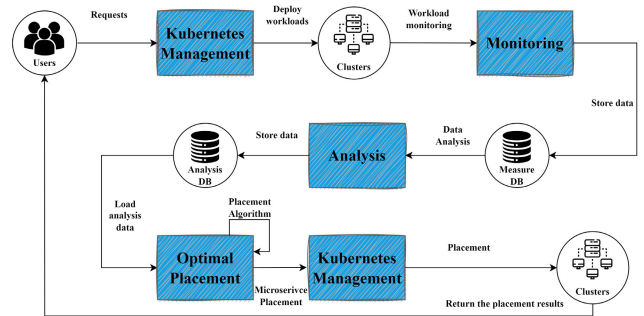 Requests
Users
Kubernetes
Management
Deploy
workloads
Clusters
Workload
monitoring
Monitoring
Store data
Measure
DB
Data
Analysis
Analysis
Store data
Analysis
DB
Load
analysis
data
Placement
Algorithm
Optimal
Placement
Microserivce
Placement
Kubernetes
Management
Placement
Clusters
Return the placement results